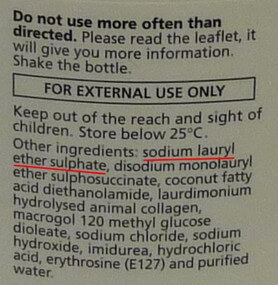 Do not use more often than
directed. Please read the leaflet, it
will give you more information.
Shake the bottle.
FOR EXTERNAL USE ONLY
Keep out of the reach and sight of
children. Store below 25°C.
Other ingredients: sodium lauryl
ether sulphate, disodium monolauryl
ether sulphosuccinate, coconut fatty
acid diethanolamide, laurdimonium
hydrolysed animal collagen,
macrogol 120 methyl glucose
dioleate, sodium chloride, sodium
hydroxide, imidurea, hydrochloric
acid, erythrosine (E127) and purified
water.